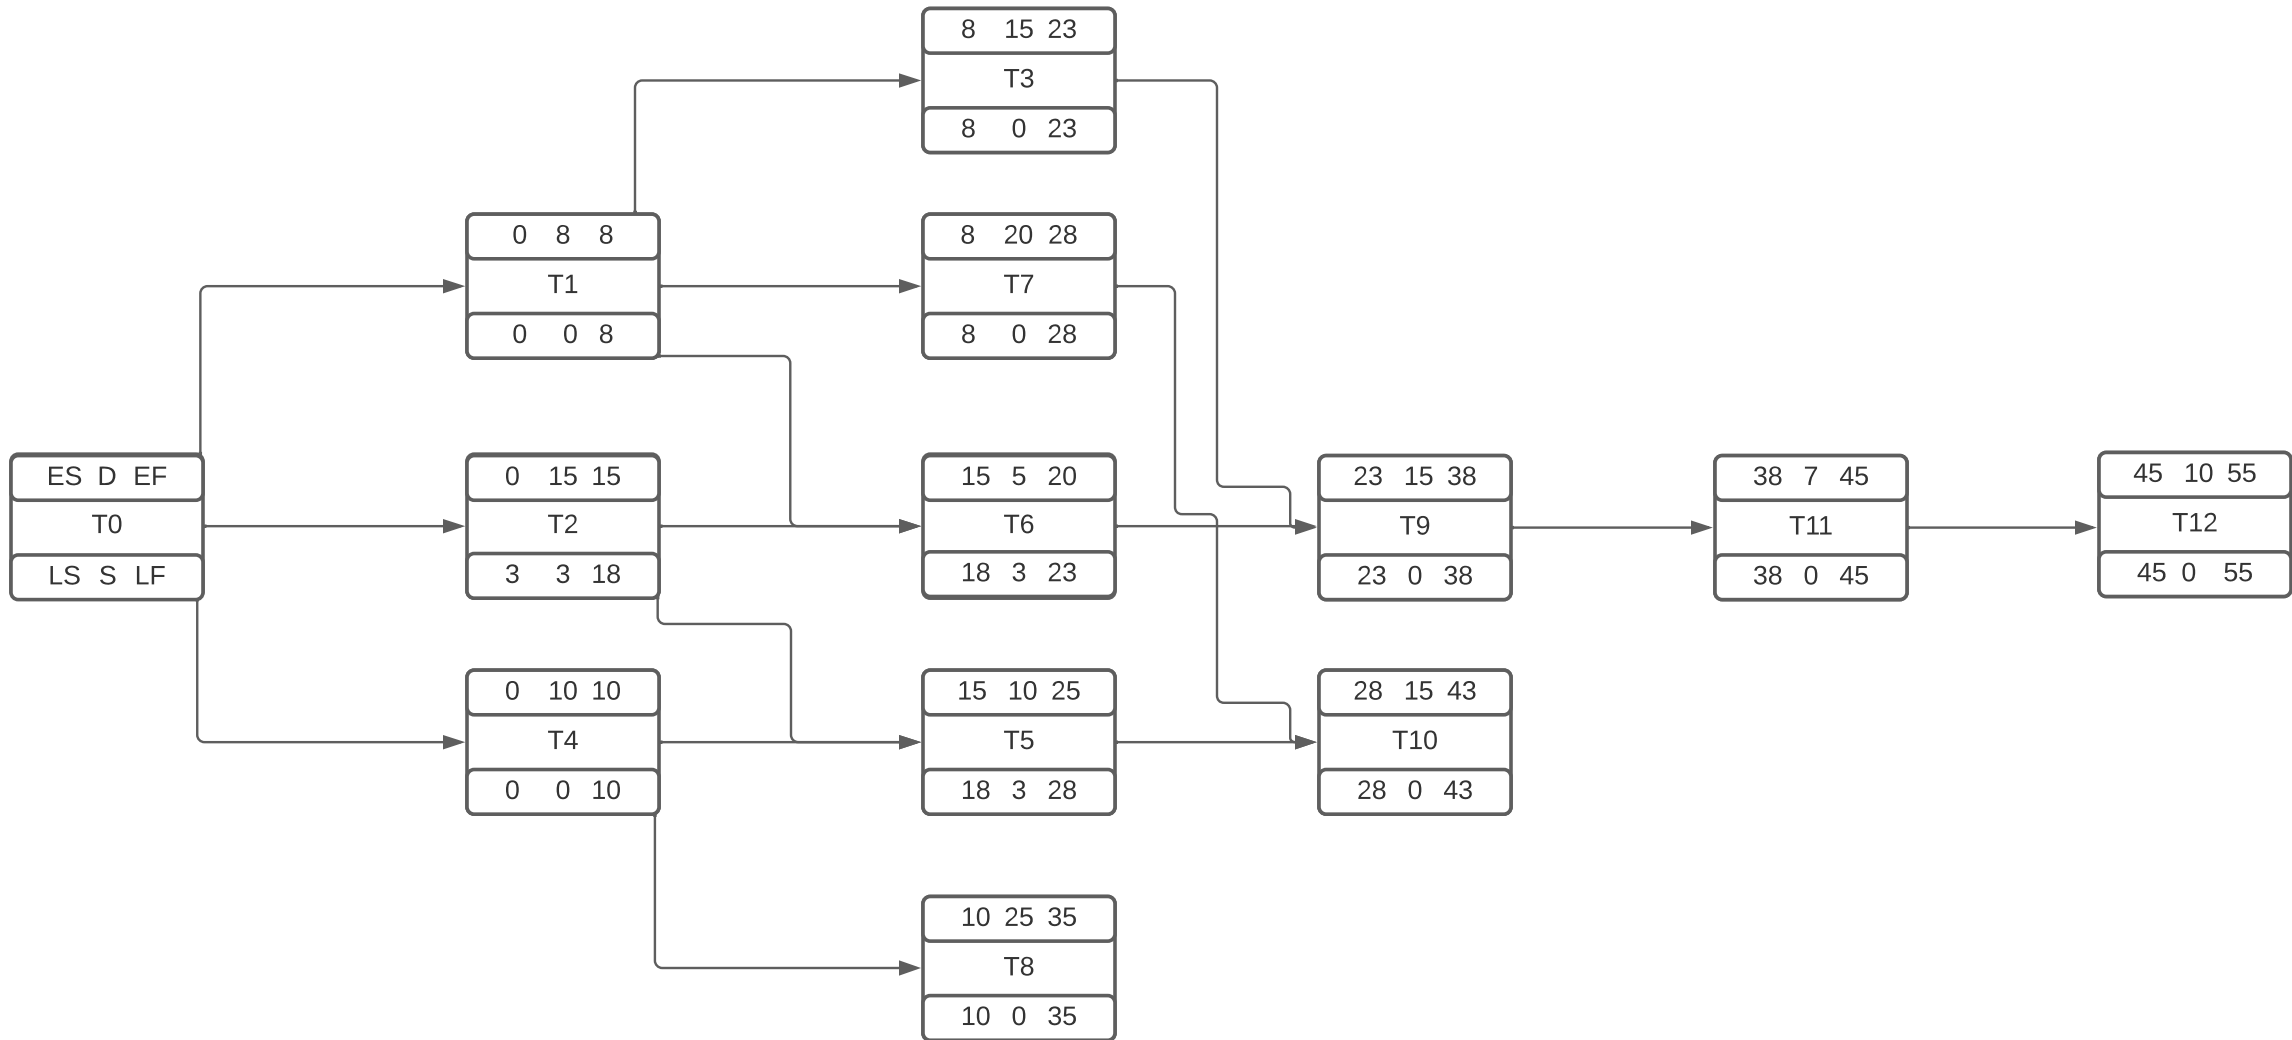 8 15 23
T3
8 0 23
0 8 8
T1
0 0 8
8 20 28
T7
8 0 28
ES D EF
T0
LS S LF
0 15 15
T2
3 3 18
15 5 20
T6
18 3 23
23 15 38
T9
23 0 38
38 7 45
T11
38 0 45
45 10 55
T12
45 0 55
0 10 10
T4
0 0 10
15 10 25
T5
18 3 28
28 15 43
T10
28 0 43
10 25 35
T8
10 0 35